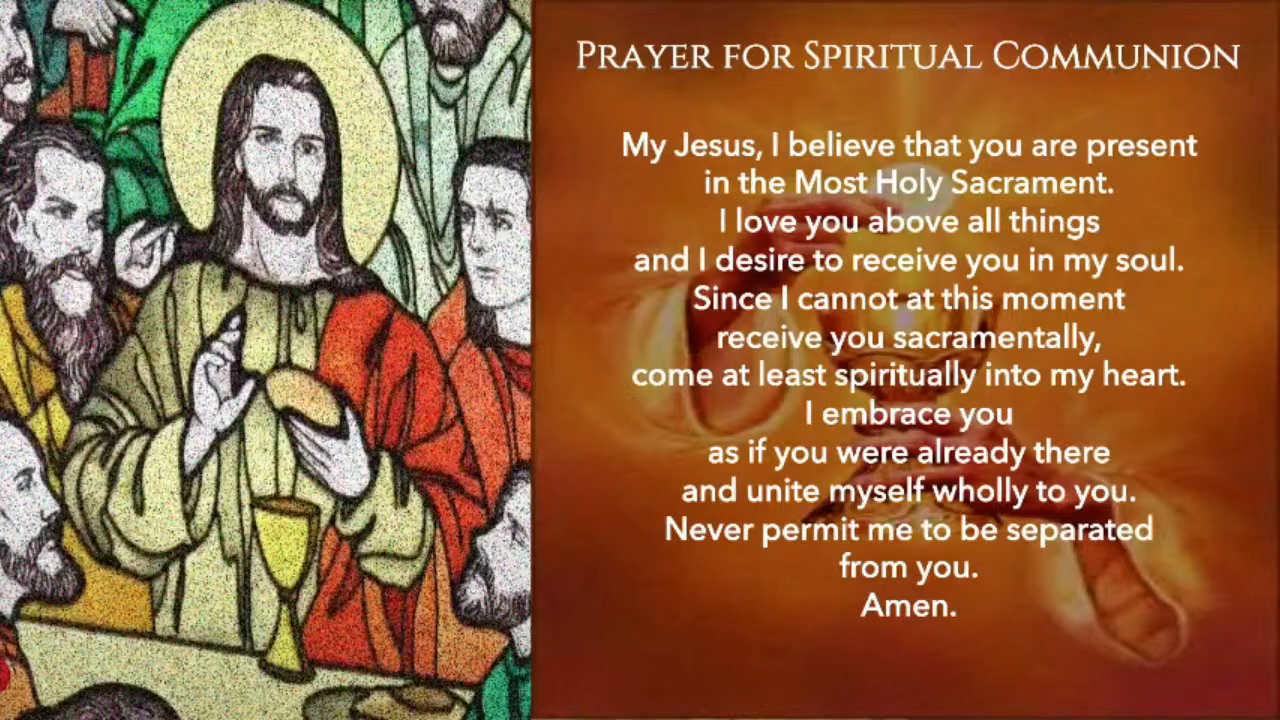 Prayer for Spiritual Communion
My Jesus, I believe that you are present
in the Most Holy Sacrament.
I love you above all things
and I desire to receive you in my soul.
Since I cannot at this moment
receive you sacramentally,
come at least spiritually into my heart.
I embrace you
as if you were already there
and unite myself wholly to you.
Never permit me to be separated
from you.
Amen.